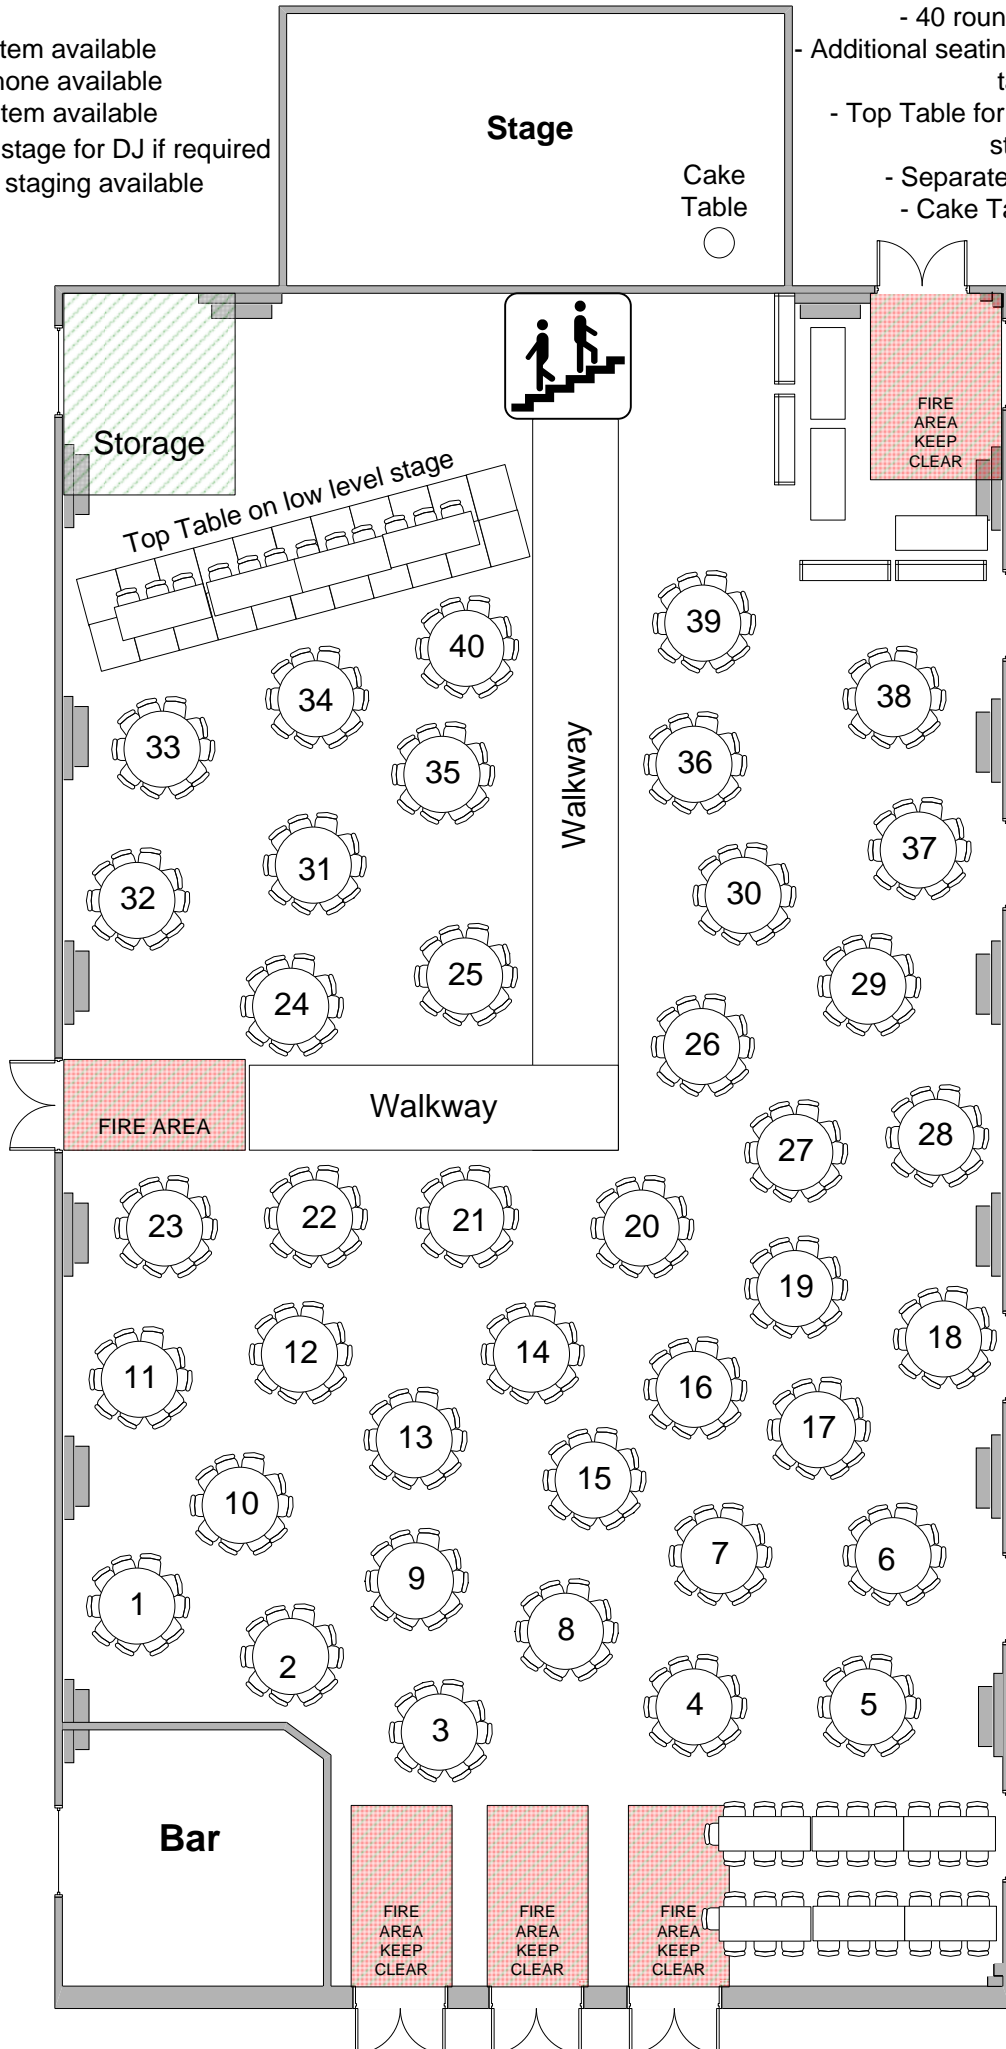 tem available
one available
tem available
stage for DJ if required
staging available
- 40 roun
- Additional seatin
ta
- Top Table for
st
- Separate
- Cake Ta
Stage
Cake
Table
Storage
FIRE
AREA
KEEP
CLEAR
Top Table on low level stage
39
40
34
38
33
35
36
31
37
32
30
24
25
29
26
Walkway
FIRE AREA
Walkway
28
27
23
22
21
20
19
18
11
12
14
16
13
17
15
10
7
6
9
1
8
2
4
5
3
Bar
FIRE
AREA
KEEP
CLEAR
FIRE
AREA
KEEP
CLEAR
FIRE
AREA
KEEP
CLEAR